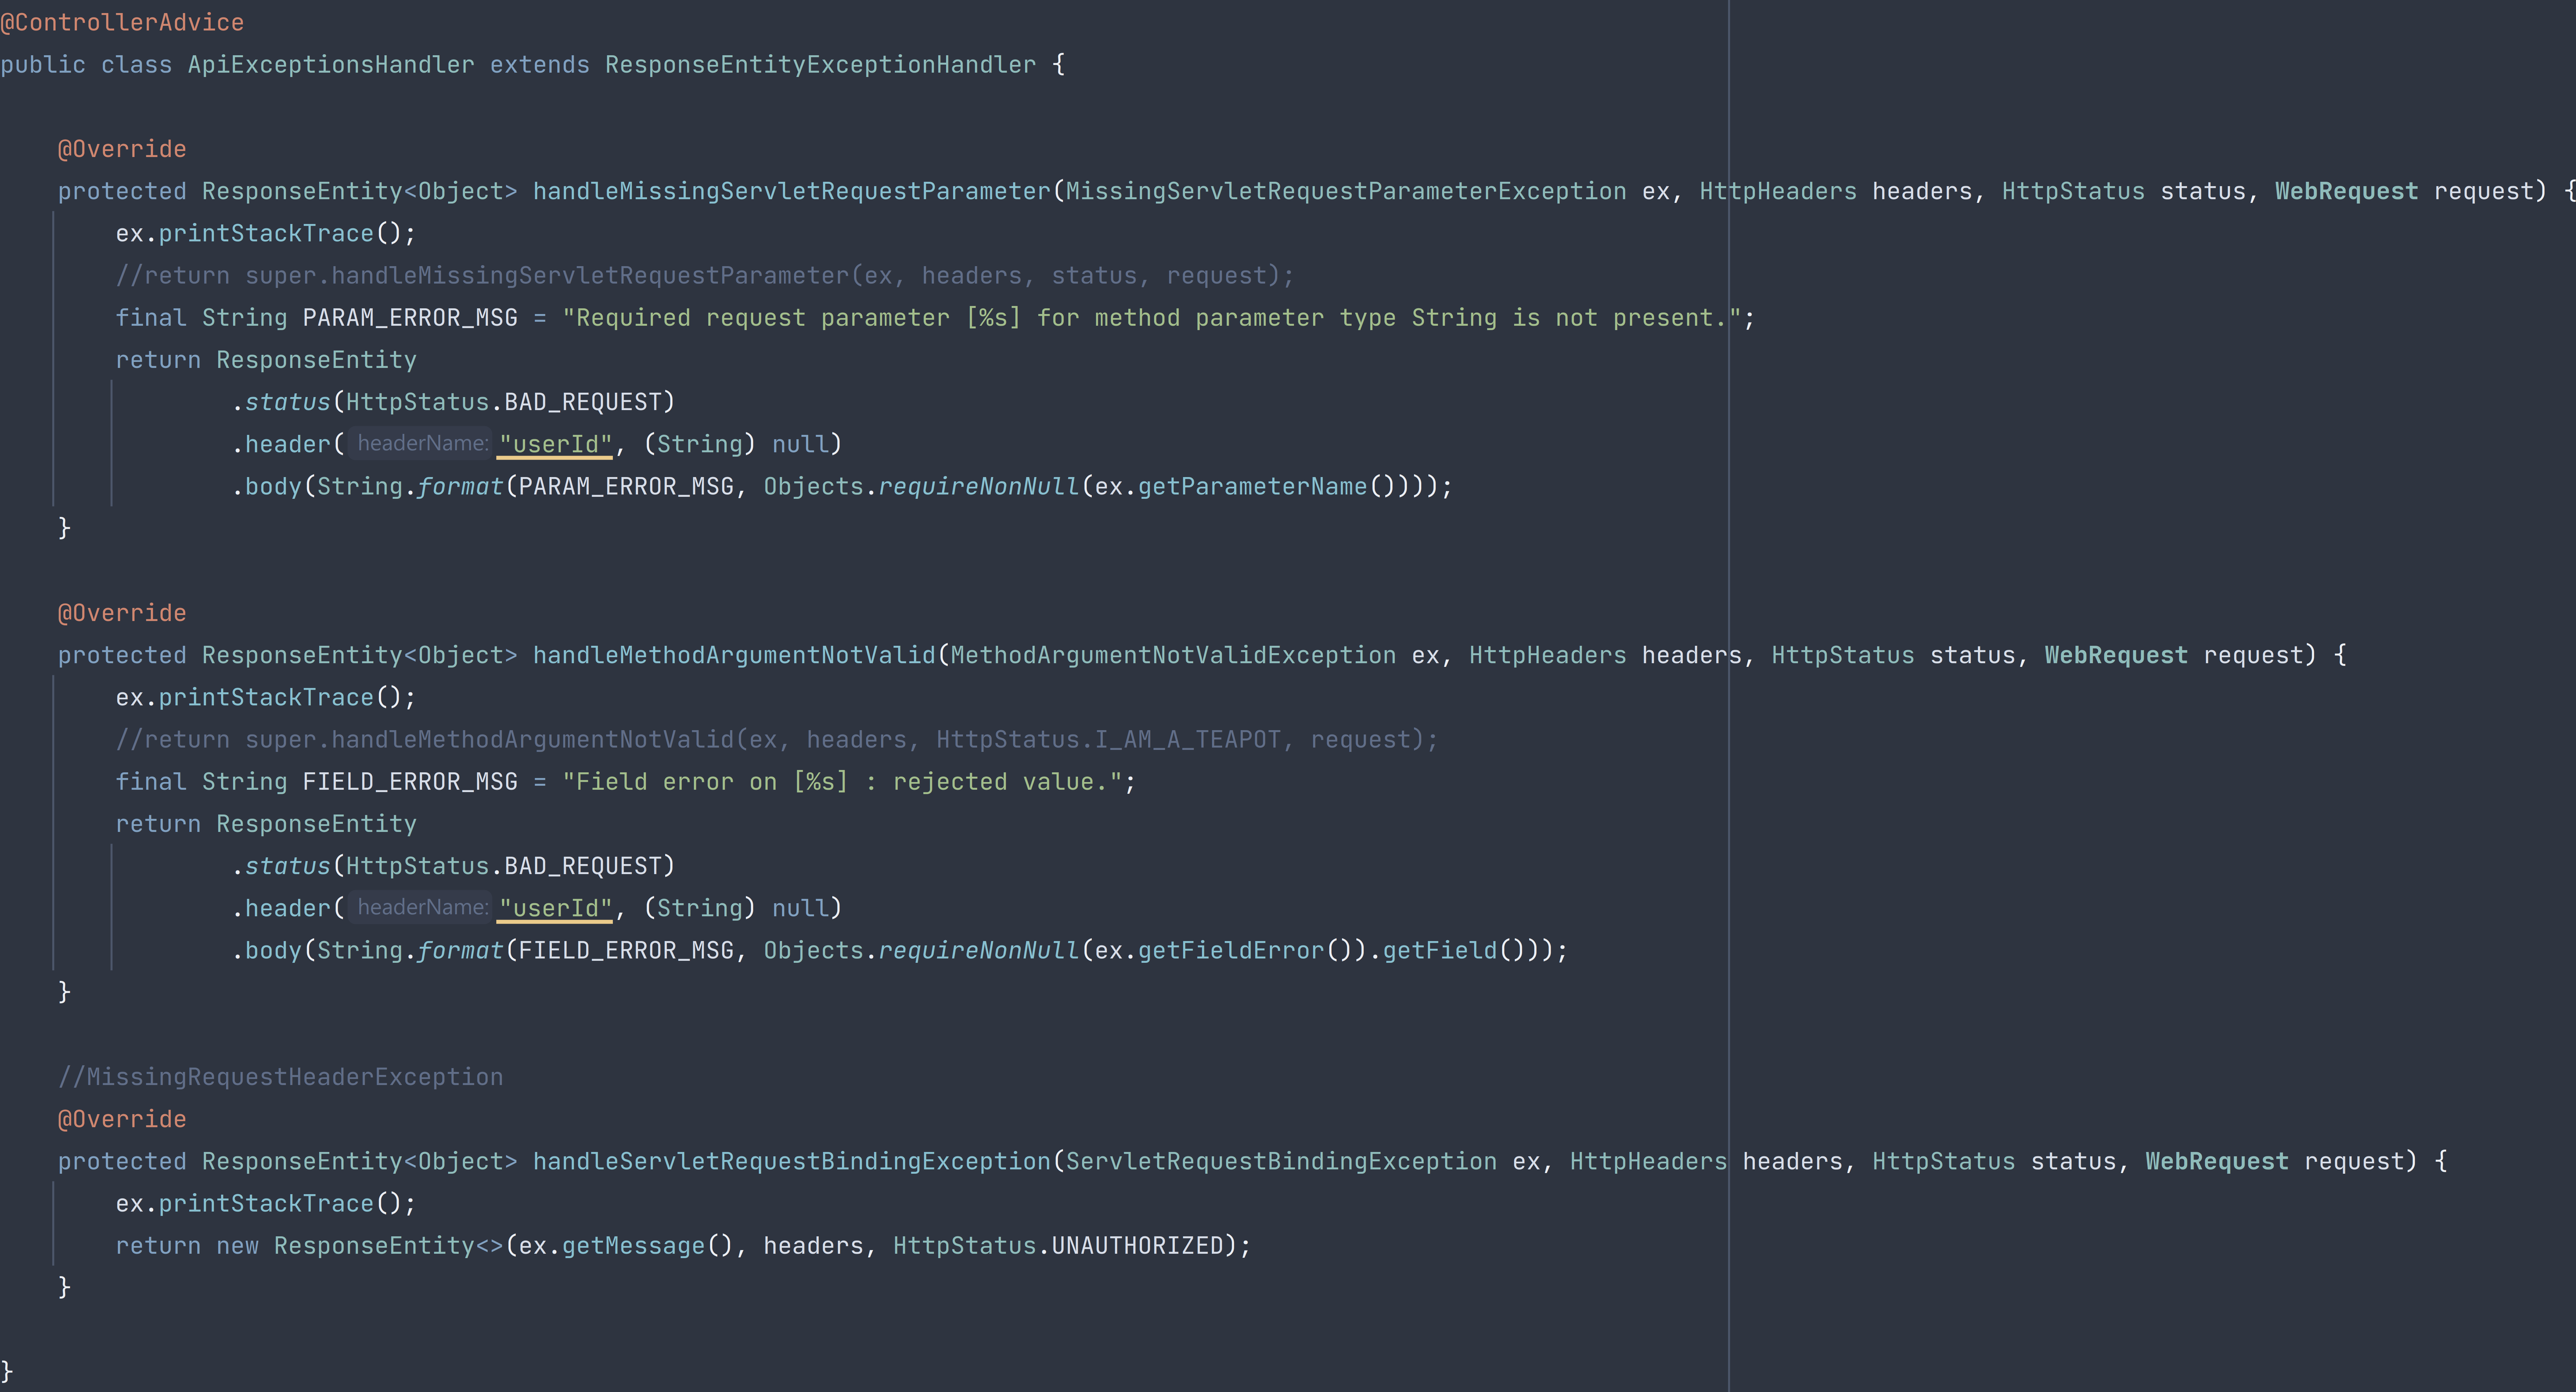 @ControllerAdvice
public class ApiExceptionsHandler extends ResponseEntityExceptionHandler {
@Override
protected ResponseEntity<Object> handleMissingServletRequestParameter(MissingServletRequestParameterException ex, HttpHeaders headers, HttpStatus status, WebRequest request) {
ex.printStackTrace();
//return super.handleMissingServletRequestParameter(ex, headers, status, request);
final String PARAM_ERROR_MSG = "Required request parameter [%s] for method parameter type String is not present.";
return ResponseEntity
.status(HttpStatus.BAD_REQUEST)
.header( headerName: "userId", (String) null)
.body(String.format(PARAM_ERROR_MSG, Objects.requireNonNull(ex.getParameterName())));
}
@Override
protected ResponseEntity<Object> handleMethodArgumentNotValid(MethodArgumentNotValidException ex, HttpHeaders headers, HttpStatus status, WebRequest request) {
ex.printStackTrace();
//return super.handleMethodArgumentNotValid(ex, headers, HttpStatus.I_AM_A_TEAPOT, request);
final String FIELD_ERROR_MSG = "Field error on [%s] : rejected value.";
return ResponseEntity
.status(HttpStatus.BAD_REQUEST)
.header( headerName: "userId", (String) null)
.body(String.format(FIELD_ERROR_MSG, Objects.requireNonNull(ex.getFieldError()).getField()));
}
//MissingRequestHeaderException
@Override
protected ResponseEntity<Object> handleServletRequestBindingException(ServletRequestBindingException ex, HttpHeaders headers, HttpStatus status, WebRequest request) {
ex.printStackTrace();
return new ResponseEntity<>(ex.getMessage(), headers, HttpStatus.UNAUTHORIZED);
}
}